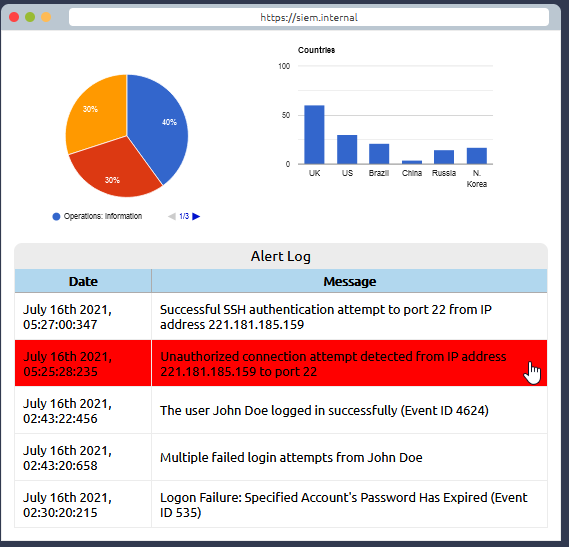 https://siem.internal
Countries
100
50
0
UK
US
Brazil
China
Russia
N.
Korea
40%
30%
30%
Operations: Information
1/3
Alert Log
Date
Message
July 16th 2021,
05:27:00:347
Successful SSH authentication attempt to port 22 from IP
address 221.181.185.159
July 16th 2021,
05:25:28:235
Unauthorized connection attempt detected from IP address
221.181.185.159 to port 22
July 16th 2021,
02:43:22:456
The user John Doe logged in successfully (Event ID 4624)
July 16th 2021,
02:43:20:658
Multiple failed login attempts from John Doe
July 16th 2021,
02:30:20:215
Logon Failure: Specified Account's Password Has Expired (Event
ID 535)